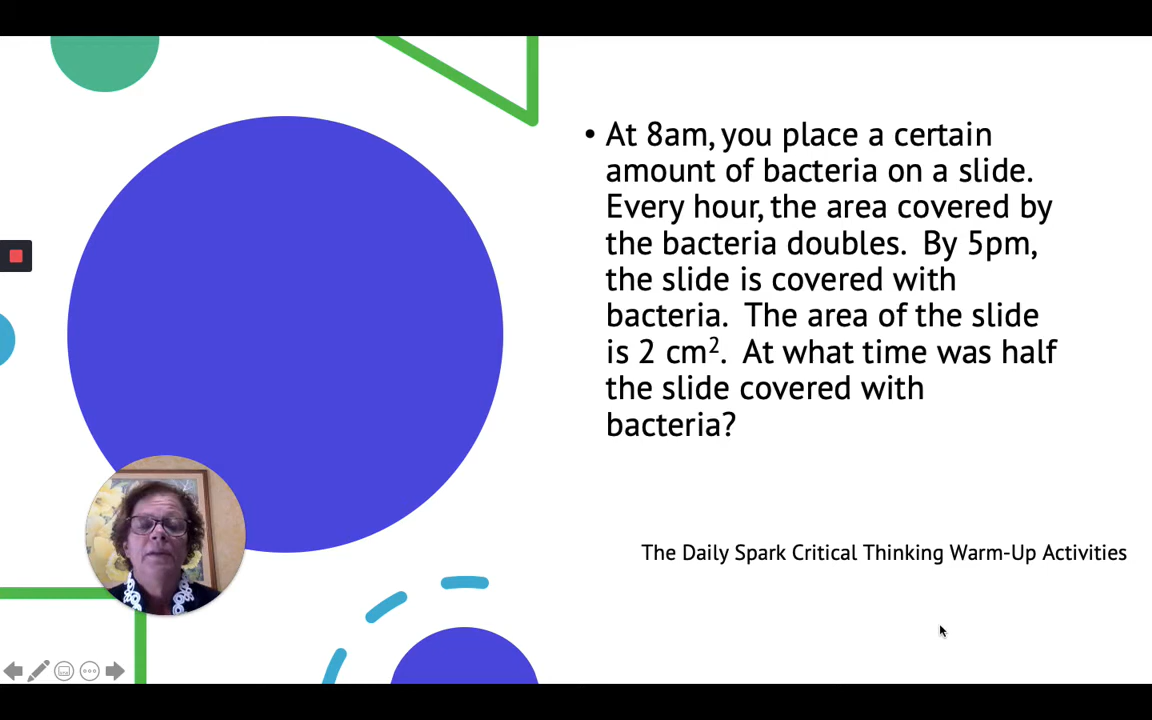 • At 8am, you place a certain
amount of bacteria on a slide.
Every hour, the area covered by
the bacteria doubles.  By 5pm,
the slide is covered with
bacteria.  The area of the slide
is 2 cm².  At what time was half
the slide covered with
bacteria?
The Daily Spark Critical Thinking Warm-Up Activities